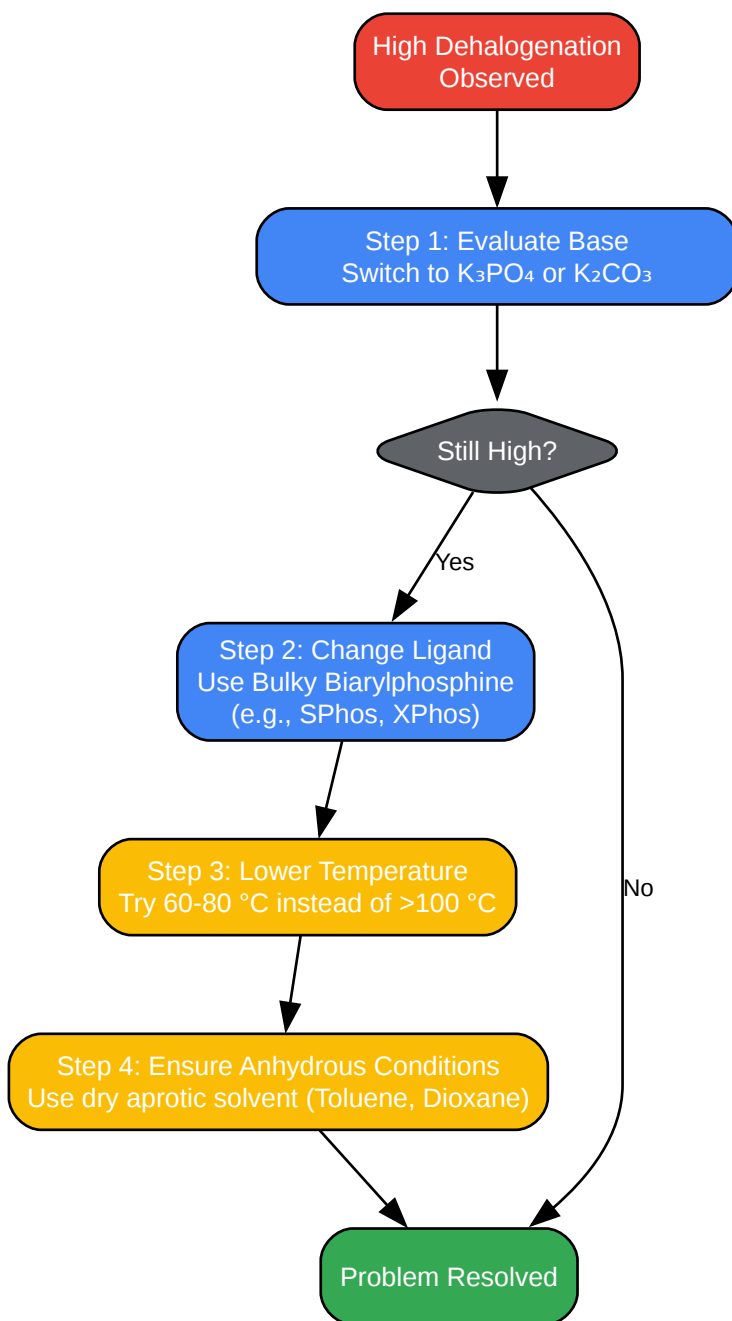 High Dehalogenation
Observed
Step 1: Evaluate Base
Switch to K₃PO₄ or K₂CO₃
Still High?
Yes
Step 2: Change Ligand
Use Bulky Biarylphosphine
(e.g., SPhos, XPhos)
Step 3: Lower Temperature
Try 60-80 °C instead of >100 °C
No
Step 4: Ensure Anhydrous Conditions
Use dry aprotic solvent (Toluene, Dioxane)
Problem Resolved